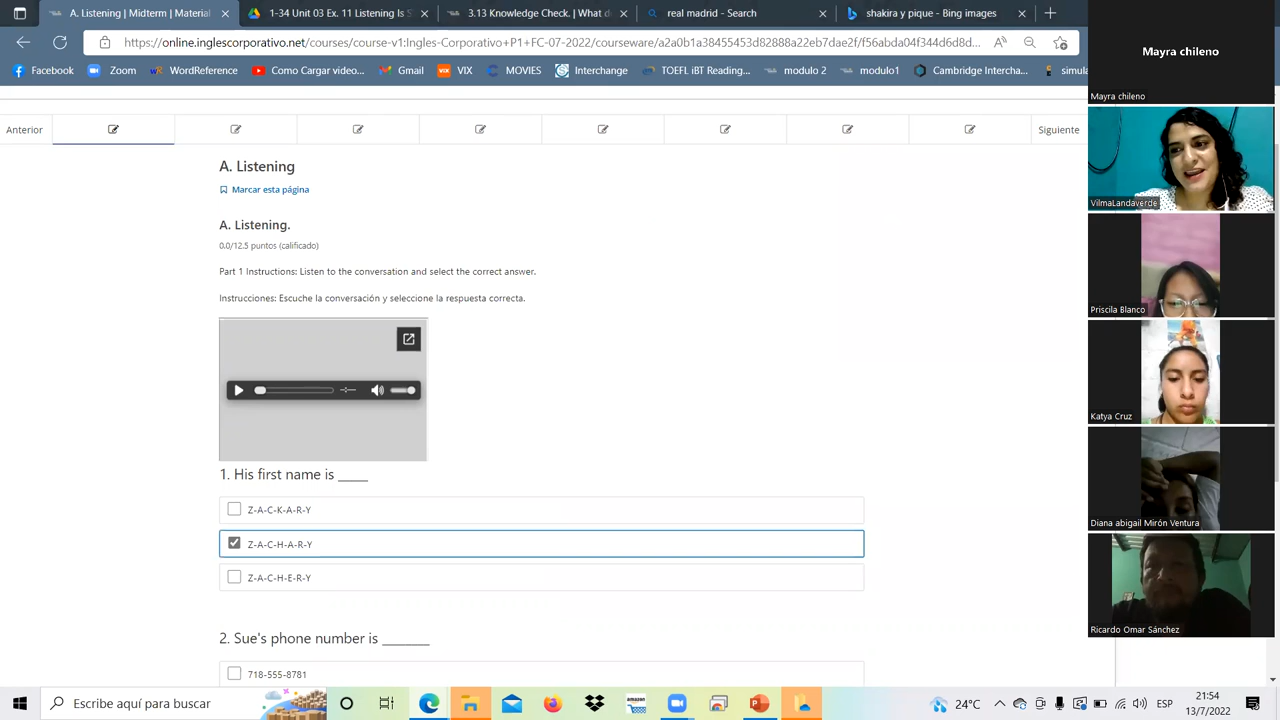 A. Listening | Midterm | Material
1-34 Unit 03 Ex. 11 Listening Is
3.13 Knowledge Check. | What d
real madrid - Search
shakira y pique - Bing images
https://online.inglescorporativo.net/courses/course-v1:Ingles-Corporativo+P1+FC-07-2022/courseware/a2a0b1a38455453d82888a22eb7dae2f/f56abda04f344d6d8d...
Facebook
Zoom
WordReference
Como Cargar video...
Gmail
VIX
MOVIES
Interchange
TOEFL iBT Reading...
modulo 2
modulo1
Cambridge Intercha...
simula
Anterior
Siguiente
A. Listening
Marcar esta página
A. Listening.
0.0/12.5 puntos (calificado)
Part 1 Instructions: Listen to the conversation and select the correct answer.
Instrucciones: Escuche la conversación y seleccione la respuesta correcta.
1. His first name is _____
Z-A-C-K-A-R-Y
Z-A-C-H-A-R-Y
Z-A-C-H-E-R-Y
2. Sue's phone number is ________
718-555-8781
Mayra chileno
Mayra chileno
VilmaLandaverde
Priscila Blanco
Katya Cruz
Diana abigail Mirón Ventura
Ricardo Omar Sánchez
Escribe aquí para buscar
24°C
ESP
21:54
13/7/2022